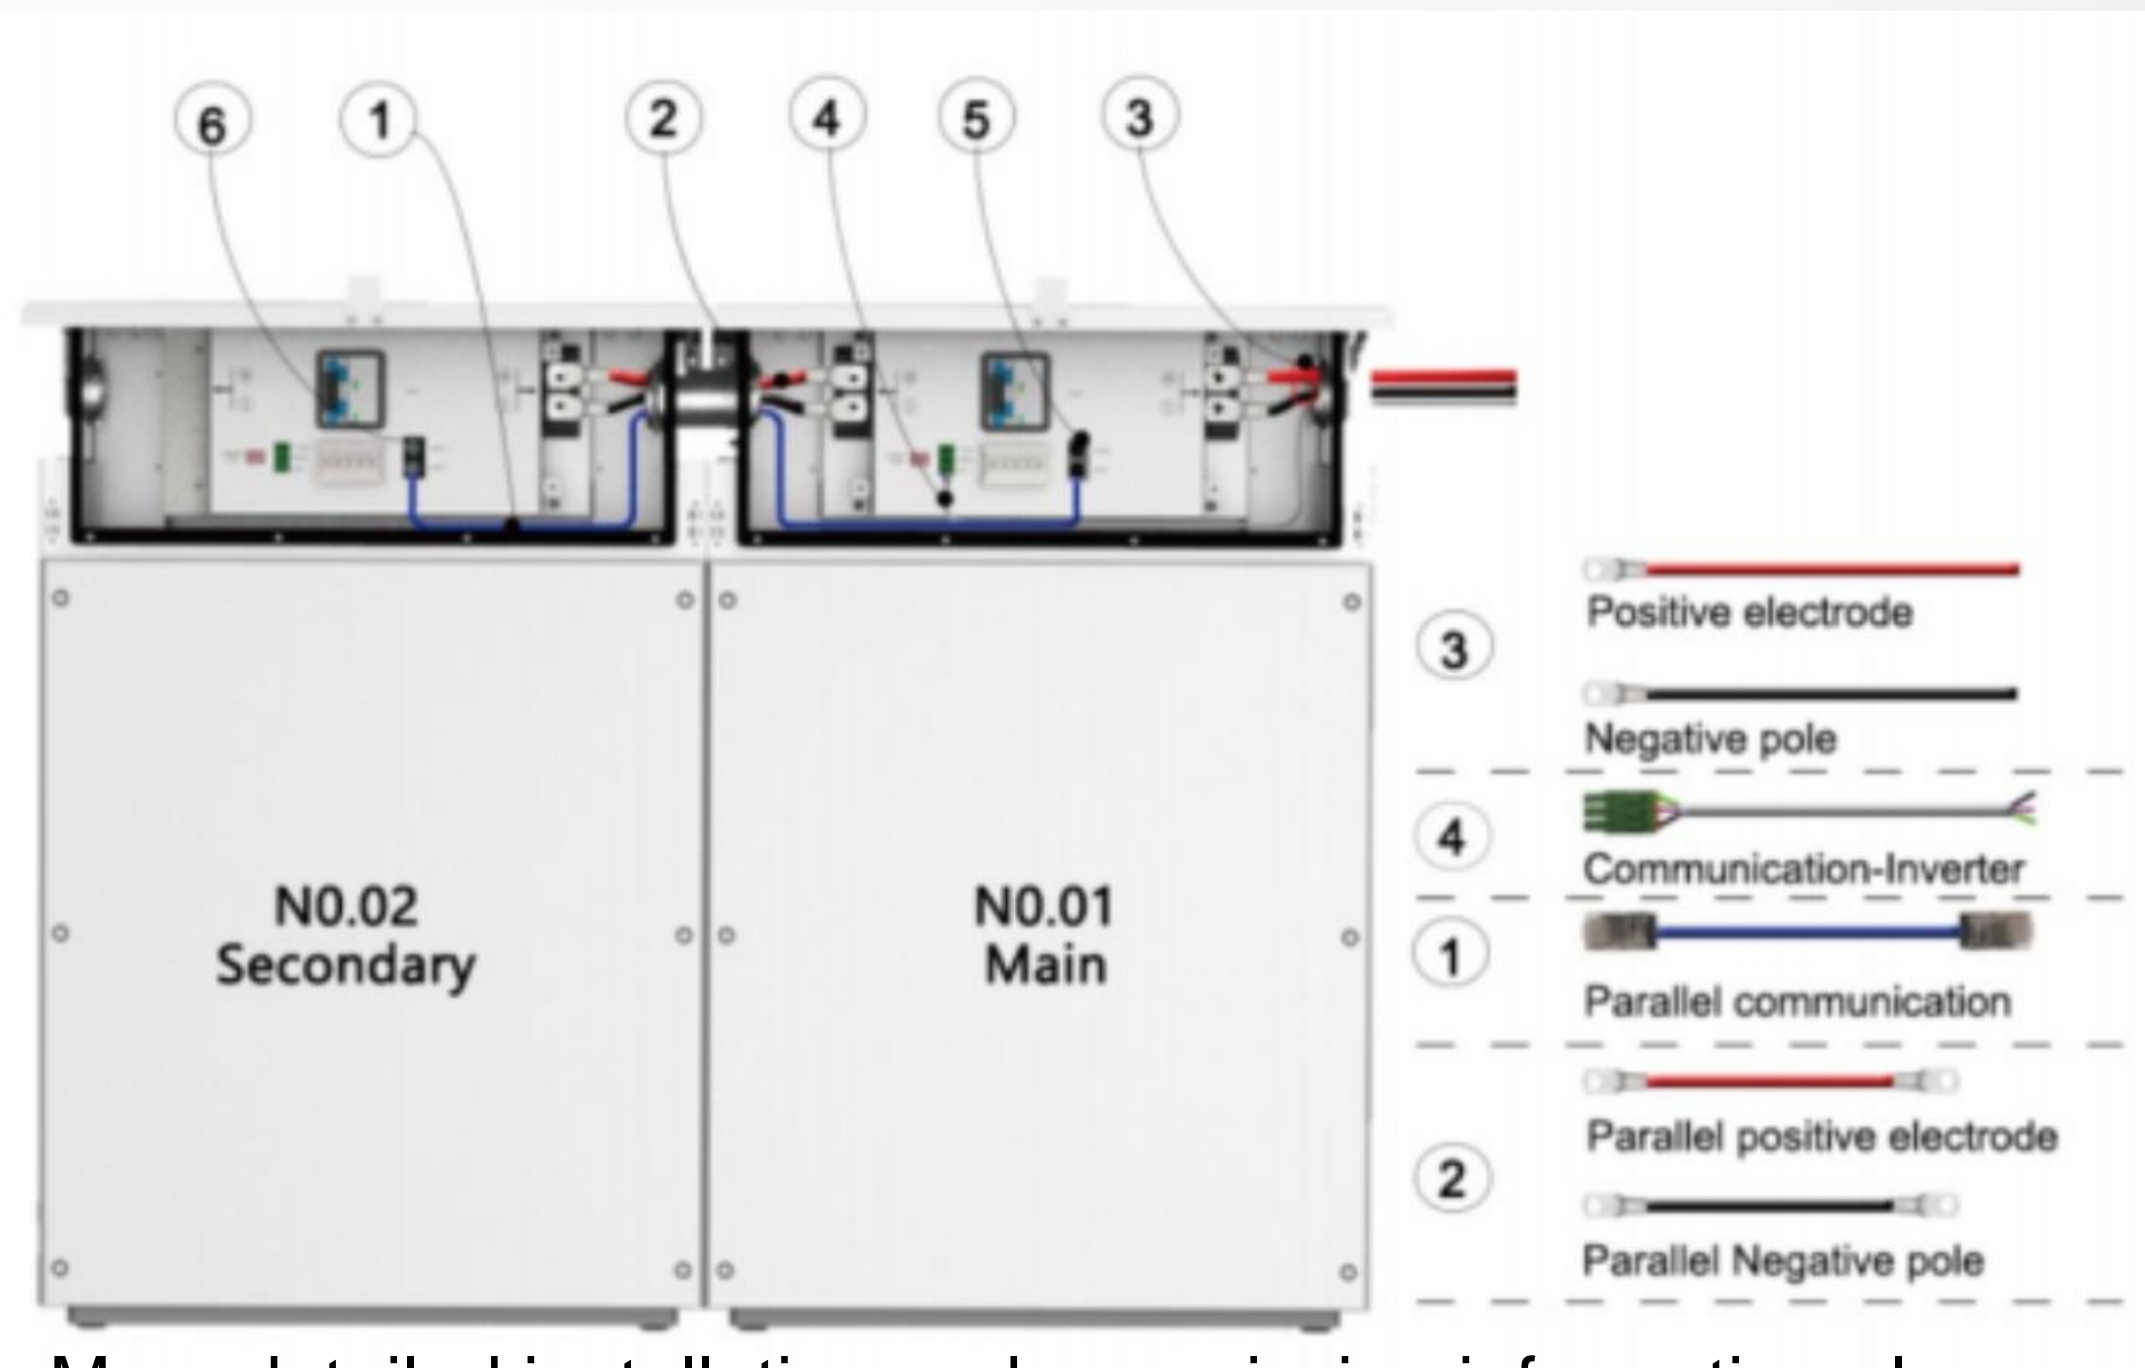 6 1 2 4 5 3
3
Positive electrode
Negative pole
4
Communication-Inverter
1
Parallel communication
2
Parallel positive electrode
Parallel Negative pole
N0.02
Secondary
N0.01
Main